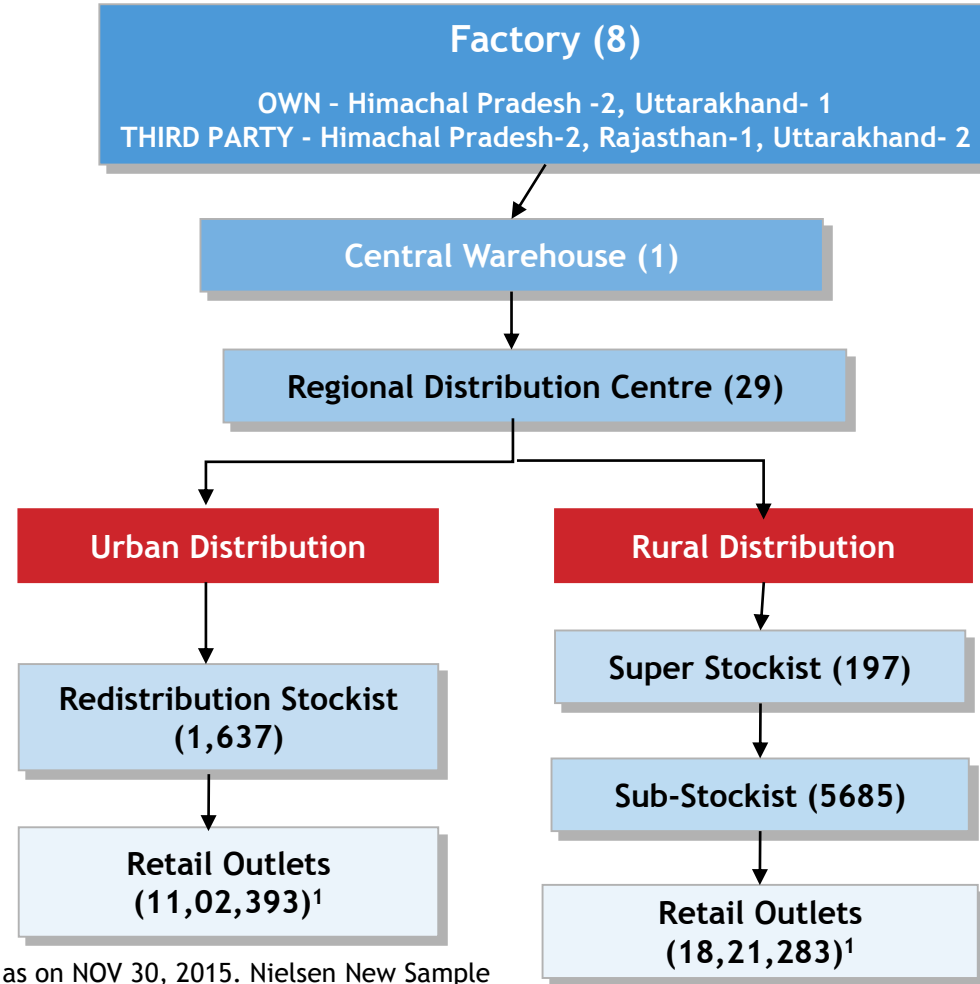 Factory (8)
OWN – Himachal Pradesh -2, Uttarakhand- 1
THIRD PARTY - Himachal Pradesh-2, Rajasthan-1, Uttarakhand- 2
Central Warehouse (1)
Regional Distribution Centre (29)
Urban Distribution
Redistribution Stockist
(1,637)
Retail Outlets
(11,02,393)¹
Rural Distribution
Super Stockist (197)
Sub-Stockist (5685)
Retail Outlets
(18,21,283)¹
as on NOV 30, 2015. Nielsen New Sample